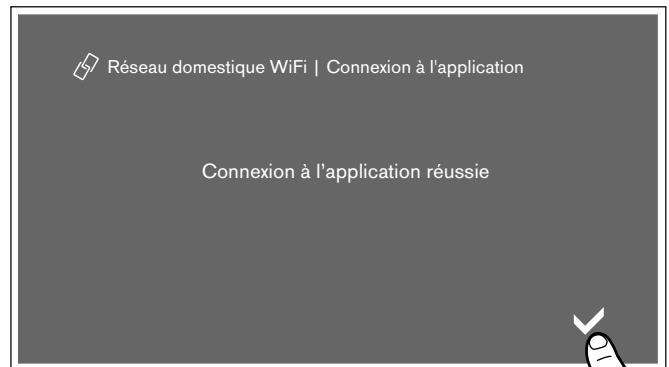 Réseau domestique WiFi | Connexion à l'application
Connexion à l’application réussie